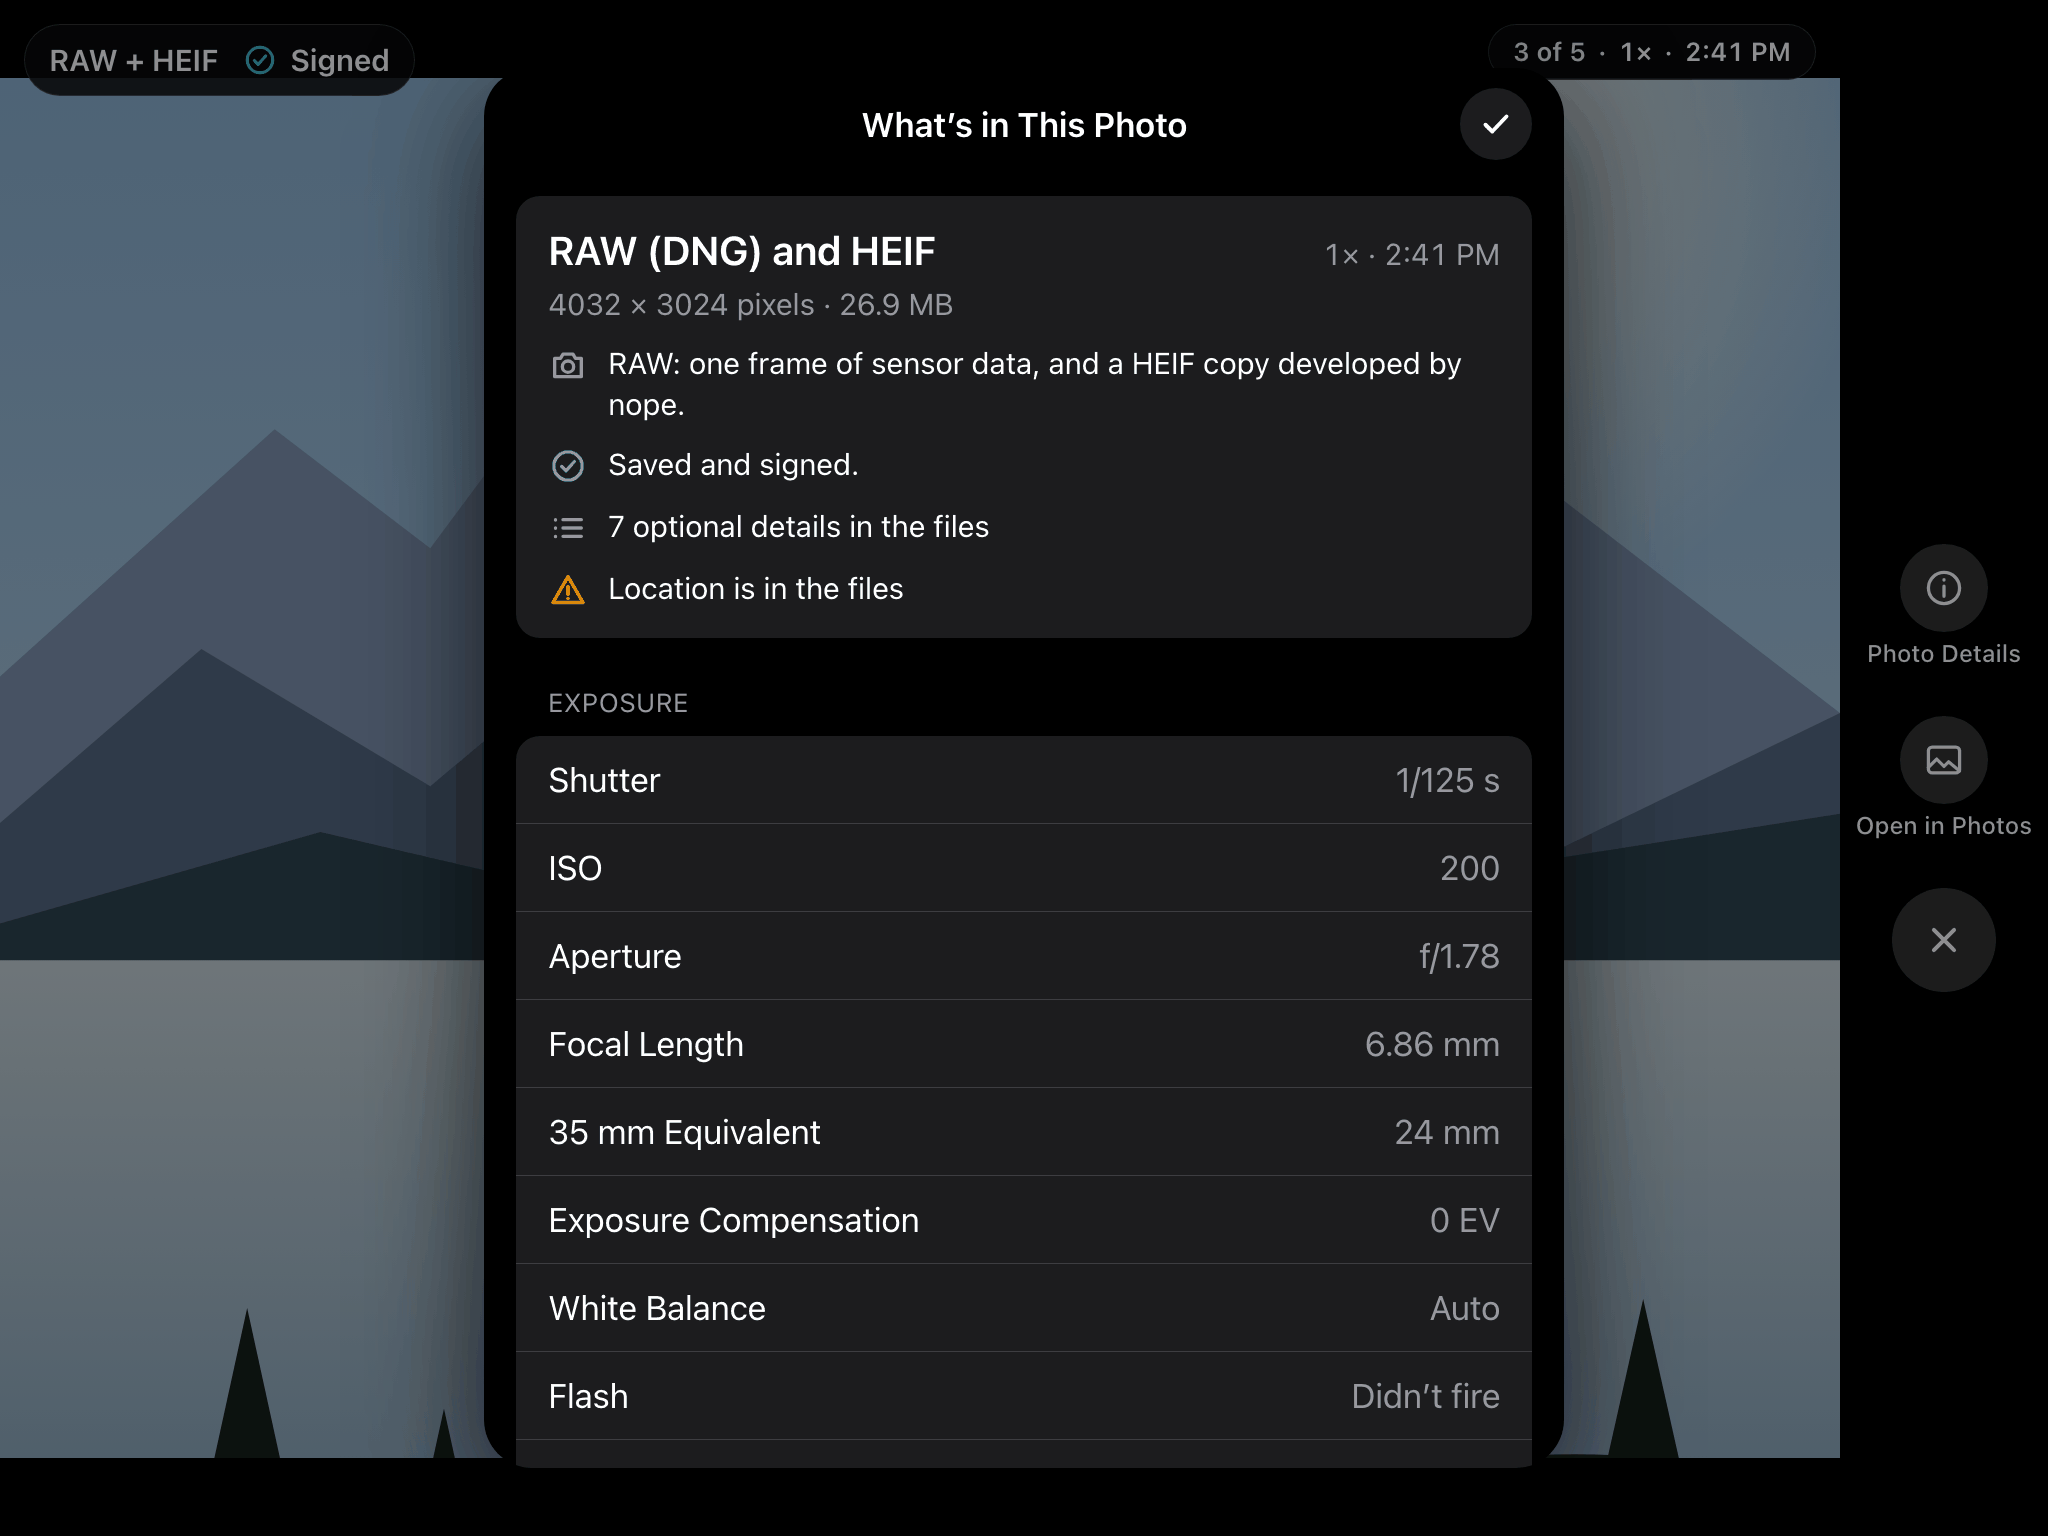 RAW + HEIF Signed
3 of 5 · 1× · 2:41 PM
What’s in This Photo
RAW (DNG) and HEIF
1× · 2:41 PM
4032 × 3024 pixels · 26.9 MB
RAW: one frame of sensor data, and a HEIF copy developed by
nope.
Saved and signed.
7 optional details in the files
Location is in the files
EXPOSURE
Shutter 1/125 s
ISO 200
Aperture f/1.78
Focal Length 6.86 mm
35 mm Equivalent 24 mm
Exposure Compensation 0 EV
White Balance Auto
Flash Didn’t fire
Photo Details
Open in Photos